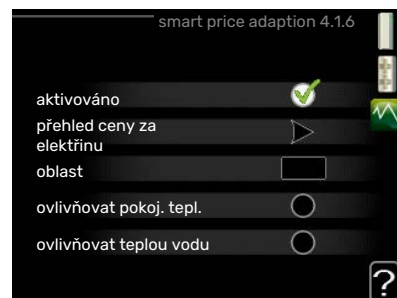 smart price adaption 4.1.6
aktivováno
přehled ceny za
elektřinu
oblast
ovlivňovat pokoj. tepl.
ovlivňovat teplou vodu
?